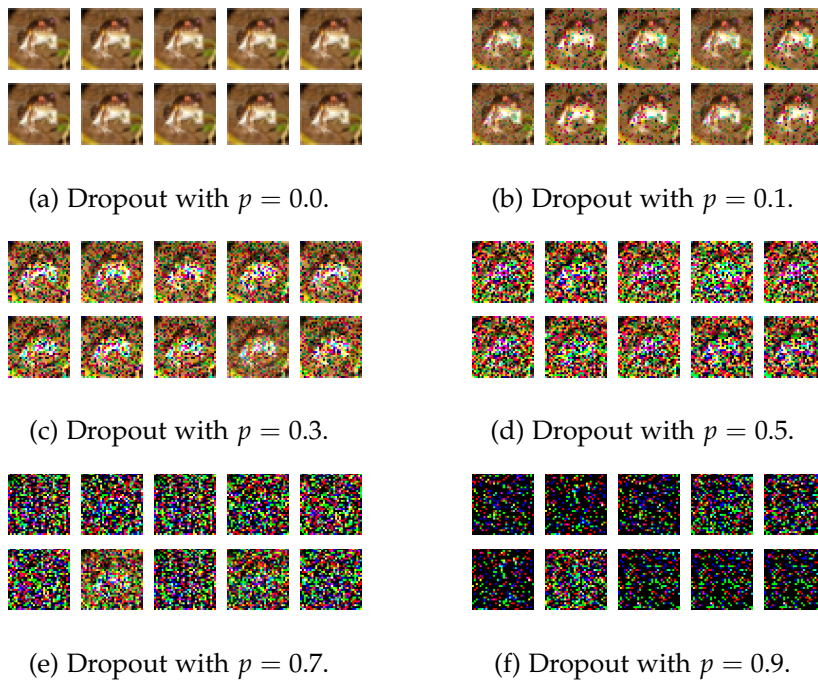 (a) Dropout with p = 0.0.
(b) Dropout with p = 0.1.
(c) Dropout with p = 0.3.
(d) Dropout with p = 0.5.
(e) Dropout with p = 0.7.
(f) Dropout with p = 0.9.